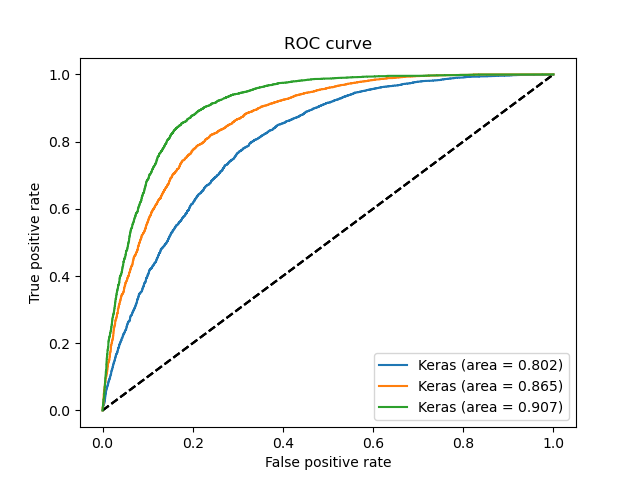 ROC curve
True positive rate
1.0
0.8
0.6
0.4
0.2
0.0
Keras (area = 0.802)
Keras (area = 0.865)
Keras (area = 0.907)
0.0 0.2 0.4 0.6 0.8 1.0
False positive rate